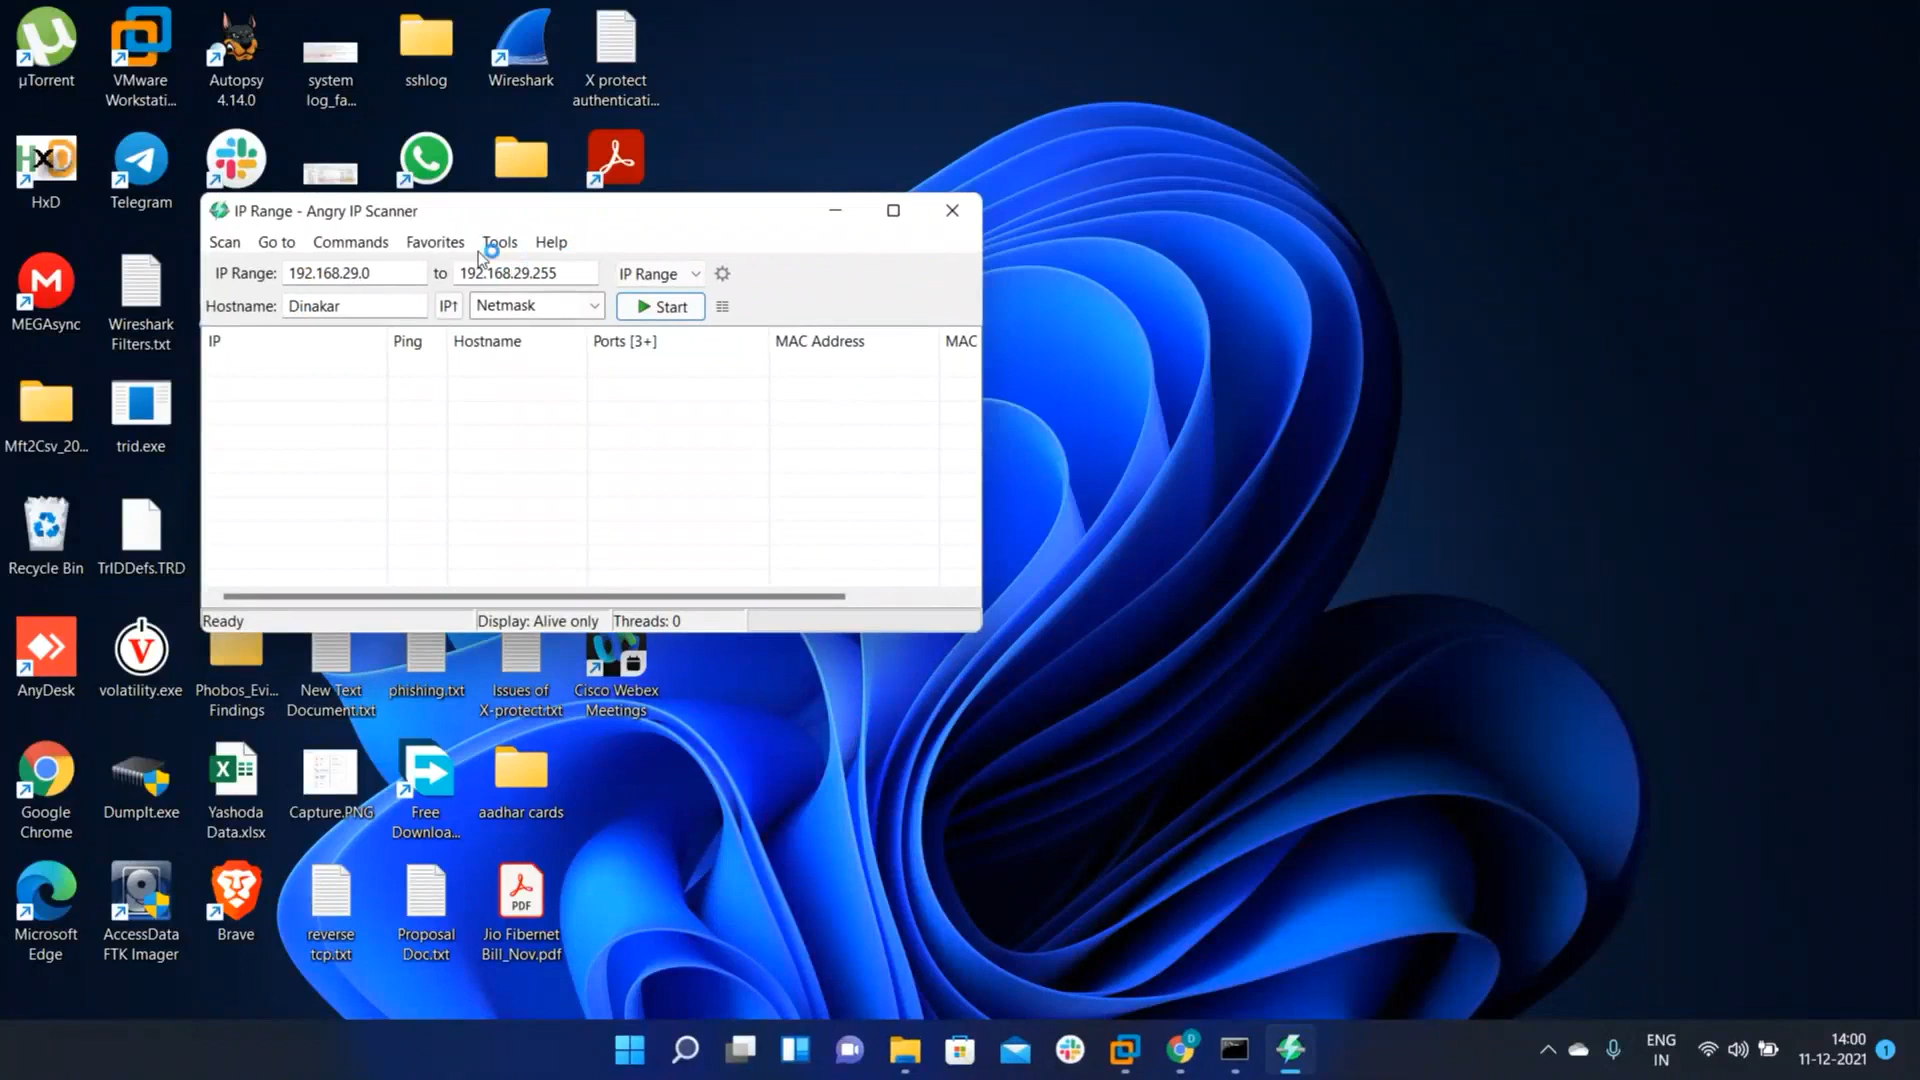 µTorrent
VMware
Workstati...
Autopsy
4.14.0
system
log_fa...
sshlog
Wireshark
X protect
authenticati...
HxD
Telegram
IP Range - Angry IP Scanner
Scan
Go to
Commands
Favorites
Tools
Help
IP Range:
192.168.29.0
to
192.168.29.255
IP Range
Hostname:
Dinakar
IP↑
Netmask
Start
IP
Ping
Hostname
Ports [3+]
MAC Address
MAC
Ready
Display: Alive only
Threads: 0
MEGAsync
Wireshark
Filters.txt
Mft2Csv_20...
trid.exe
Recycle Bin
TrIDDefs.TRD
AnyDesk
volatility.exe
Phobos_Evi...
Findings
New Text
Document.txt
phishing.txt
Issues of
X-protect.txt
Cisco Webex
Meetings
Google
Chrome
DumpIt.exe
Yashoda
Data.xlsx
Capture.PNG
Free
Downloa...
aadhar cards
Microsoft
Edge
AccessData
FTK Imager
Brave
reverse
tcp.txt
Proposal
Doc.txt
PDF
Jio Fibernet
Bill_Nov.pdf
ENG
IN
14:00
11-12-2021
1